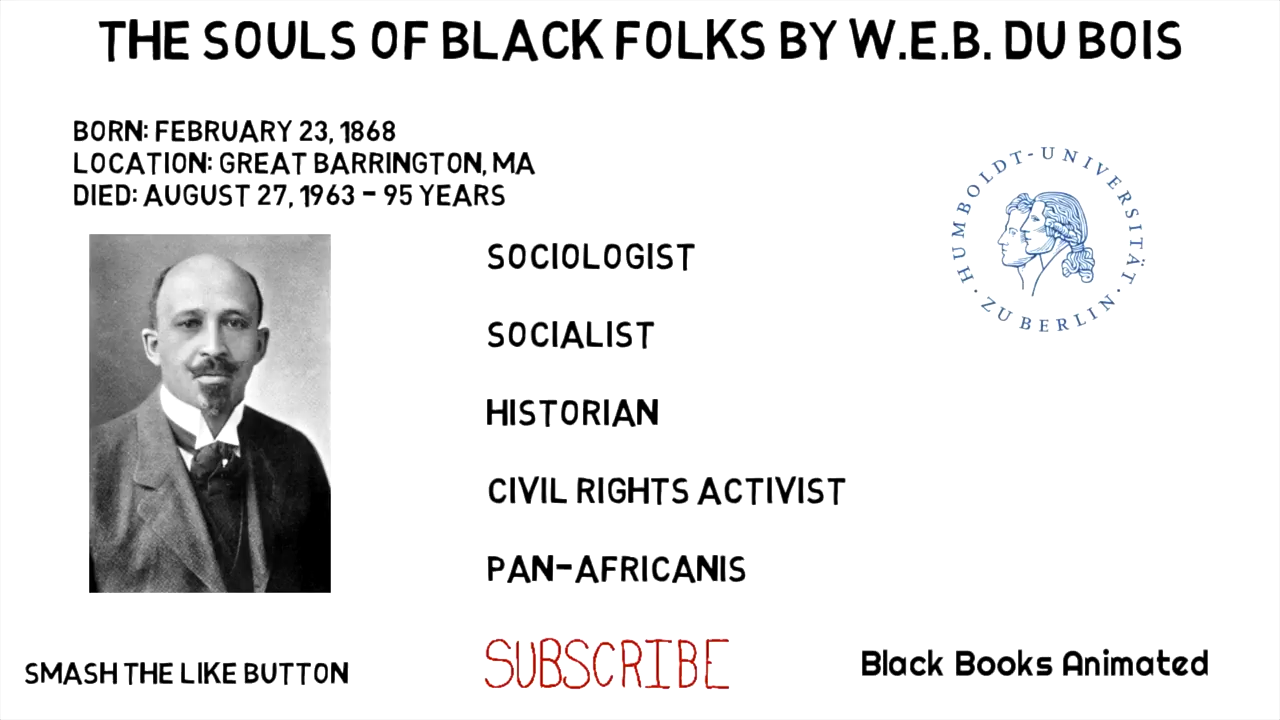 THE SOULS OF BLACK FOLKS BY W.E.B. DU BOIS
BORN: FEBRUARY 23, 1868
LOCATION: GREAT BARRINGTON, MA
DIED: AUGUST 27, 1963 - 95 YEARS
HUMBOLDT-UNIVERSITÄT · ZU BERLIN ·
SOCIOLOGIST
SOCIALIST
HISTORIAN
CIVIL RIGHTS ACTIVIST
PAN-AFRICANIS
SMASH THE LIKE BUTTON
SUBSCRIBE
Black Books Animated